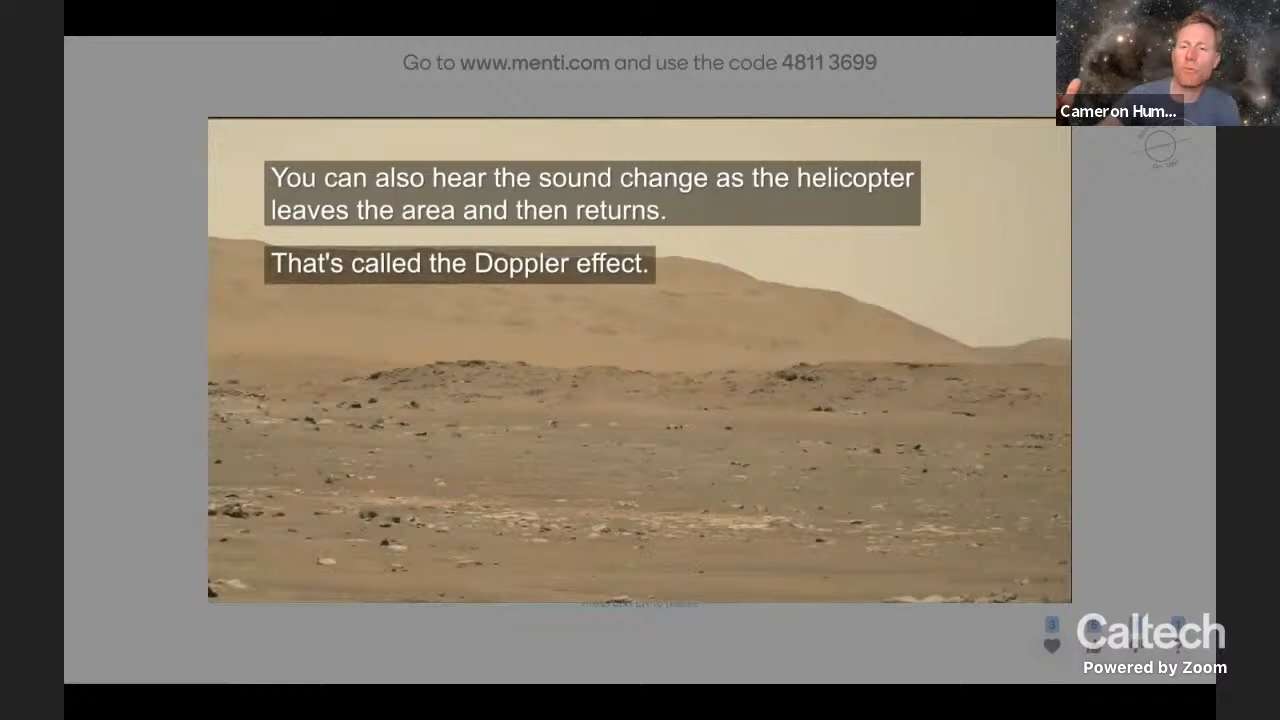 Go to www.menti.com and use the code 4811 3699
Cameron Hum...
You can also hear the sound change as the helicopter
leaves the area and then returns.
That's called the Doppler effect.
3
Caltech
Powered by Zoom